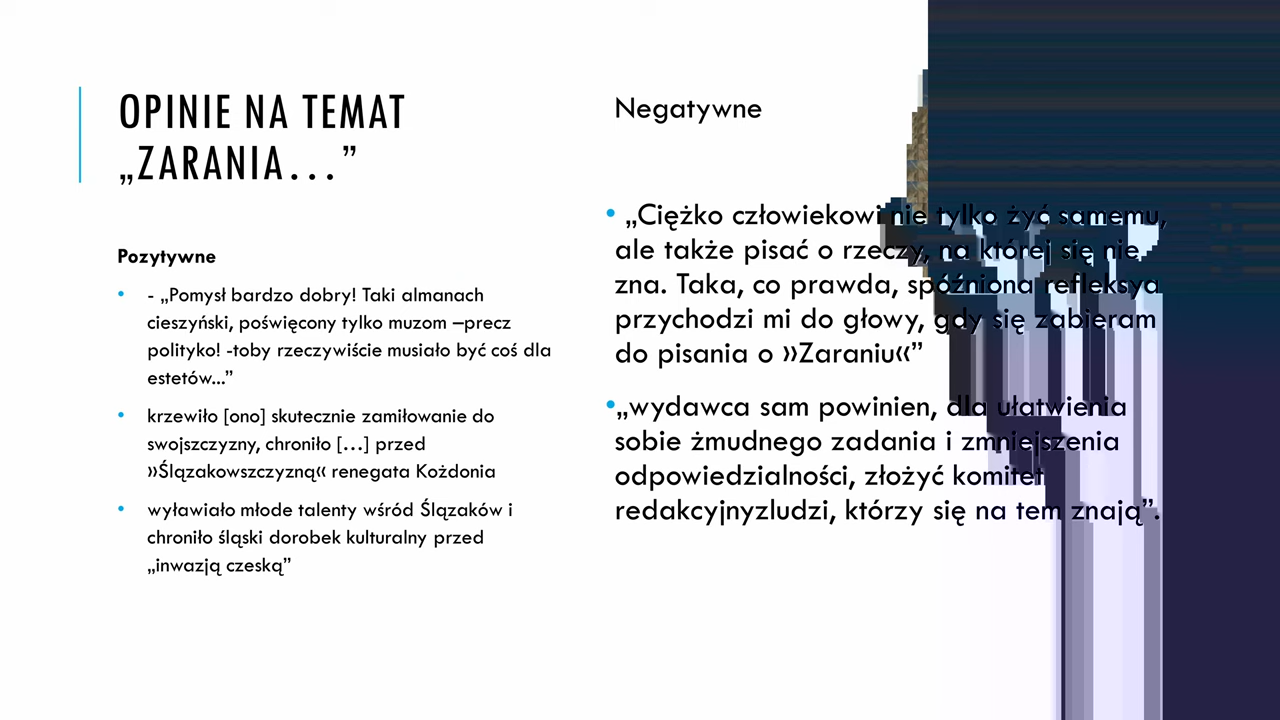 OPINIE NA TEMAT
„ZARANIA...”
Pozytywne
• - „Pomysł bardzo dobry! Taki almanach
cieszyński, poświęcony tylko muzom –precz
polityko! -toby rzeczywiście musiało być coś dla
estetów...”
• krzewiło [ono] skutecznie zamiłowanie do
swojszczyzny, chroniło [...] przed
»Ślązakowszczyzną« renegata Kożdonia
• wyławiało młode talenty wśród Ślązaków i
chroniło śląski dorobek kulturalny przed
„inwazją czeską”
Negatywne
• „Ciężko człowiekowi nie tylko żyć samemu,
ale także pisać o rzeczy, na której się nie
zna. Taka, co prawda, spóźniona refleksya
przychodzi mi do głowy, gdy się zabieram
do pisania o »Zaraniu«”
•„wydawca sam powinien, dla ułatwienia
sobie żmudnego zadania i zmniejszenia
odpowiedzialności, złożyć komitet
redakcyjnyzludzi, którzy się na tem znają”.